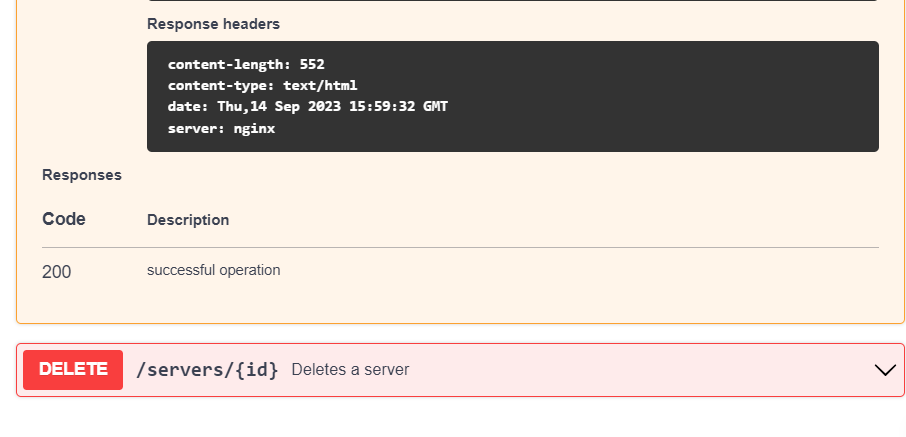 Response headers
content-length: 552
content-type: text/html
date: Thu,14 Sep 2023 15:59:32 GMT
server: nginx
Responses
Code Description
200 successful operation
DELETE /servers/{id} Deletes a server